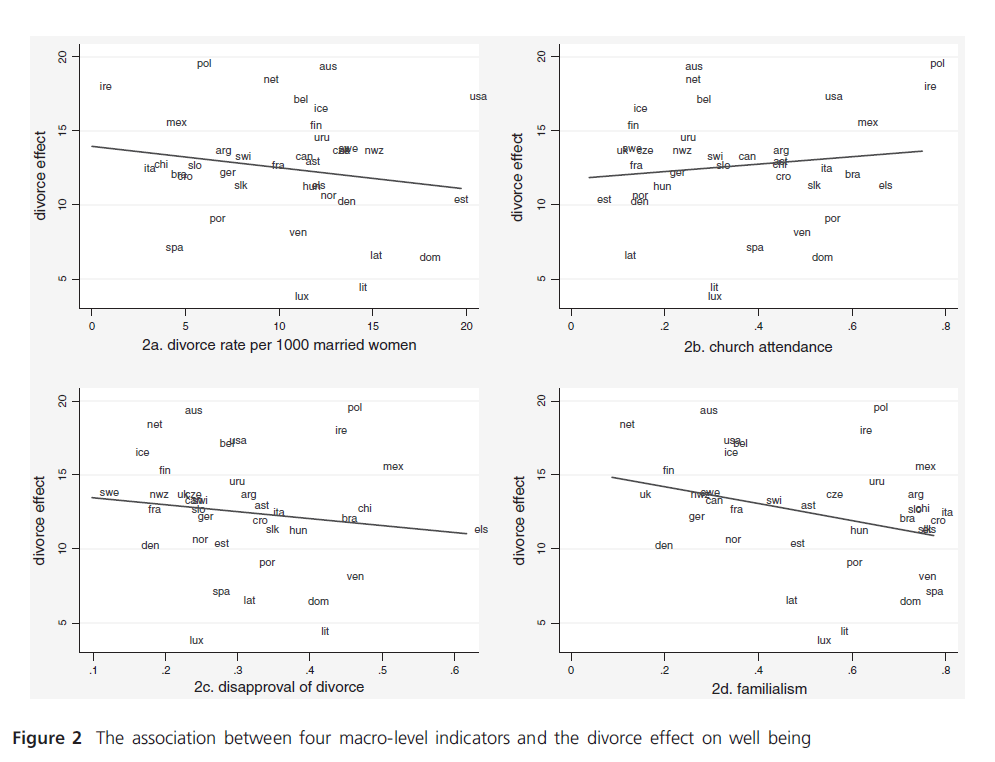 divorce effect
20
15
10
5
pol
aus
net
ire
usa
bel
ice
mex
fin
uru
arg
swe
nwz
swi
can
ast
chi
ita
slo
fra
bra
cro
ger
slk
hun
els
nor
den
est
por
ven
spa
lat
dom
lit
lux
0 5 10 15 20
2a. divorce rate per 1000 married women
divorce effect
20
15
10
5
aus
pol
net
ire
bel
usa
ice
mex
fin
uru
uk
swe
cze
nwz
arg
swi
can
chi
fra
slo
ita
ger
cro
bra
hun
slk
els
est
nor
den
por
ven
spa
lat
dom
lit
lux
0 .2 .4 .6 .8
2b. church attendance
divorce effect
20
15
10
5
aus
pol
net
ire
bel
usa
ice
mex
fin
uru
swe
nwz
uk
cze
arg
can
swi
fra
slo
ast
chi
ger
ita
cro
bra
slk
hun
els
den
nor
est
por
ven
spa
lat
dom
lit
lux
.1 .2 .3 .4 .5 .6
2c. disapproval of divorce
divorce effect
20
15
10
5
aus
pol
net
ire
usa
bel
ice
fin
mex
uru
uk
nwz
swe
cze
arg
can
swi
fra
ast
slo
chi
ita
ger
bra
cro
hun
slk
els
den
nor
est
por
ven
spa
lat
dom
lit
lux
0 .2 .4 .6 .8
2d. familialism
Figure 2 The association between four macro-level indicators and the divorce effect on well being